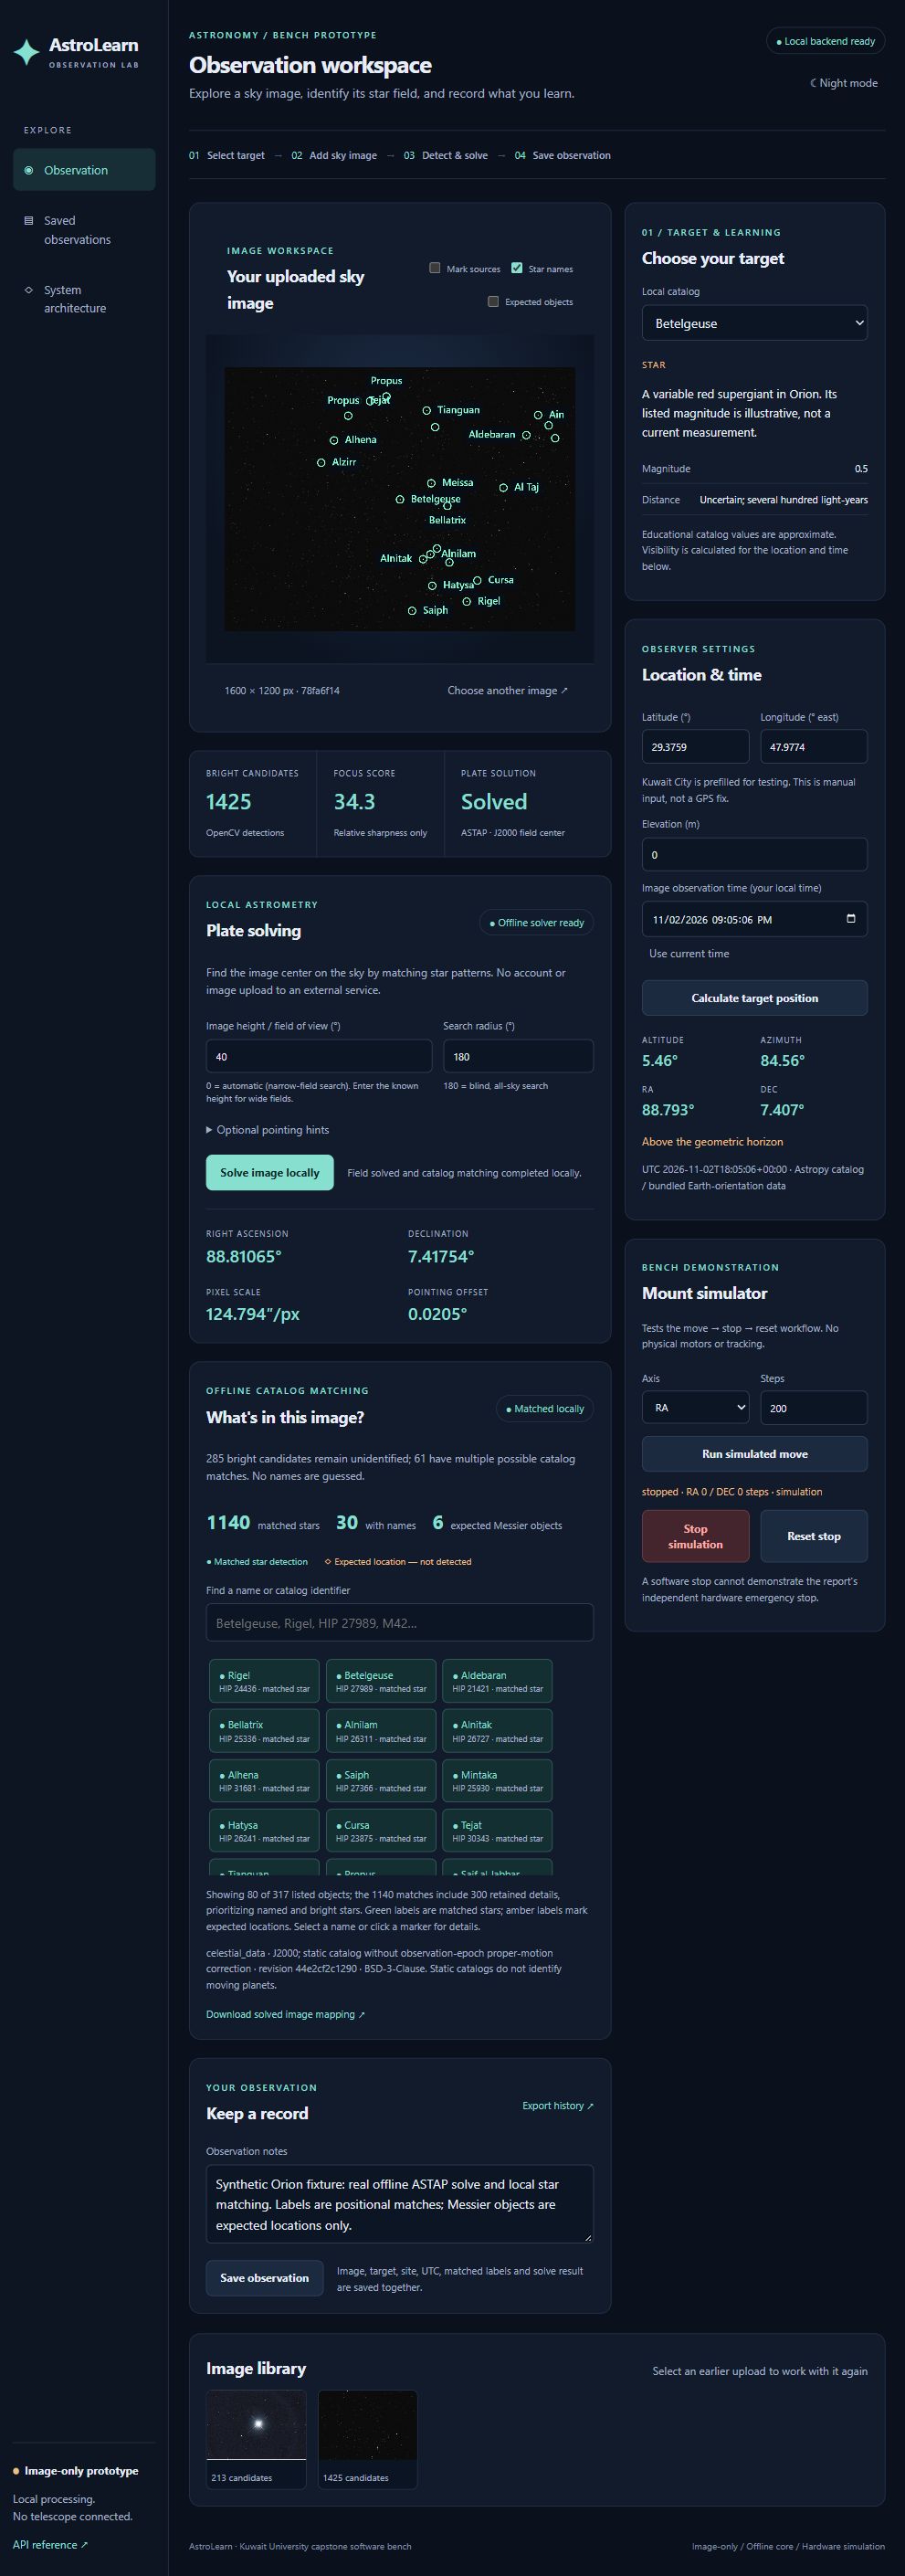 AstroLearn
OBSERVATION LAB
EXPLORE
Observation
Saved
observations
System
architecture
Image-only prototype
Local processing.
No telescope connected.
API reference ↗
ASTRONOMY / BENCH PROTOTYPE
Observation workspace
Explore a sky image, identify its star field, and record what you learn.
● Local backend ready
☾ Night mode
01 Select target → 02 Add sky image → 03 Detect & solve → 04 Save observation
IMAGE WORKSPACE
Your uploaded sky
image
Mark sources
Star names
Expected objects
Propus
Propus
Tejat
Tianguan
Ain
Alhena
Aldebaran
Alzirr
Meissa
Al Taj
Betelgeuse
Bellatrix
Alnitak
Alnilam
Hatysa
Cursa
Rigel
Saiph
1600 × 1200 px · 78fa6f14
Choose another image ↗
BRIGHT CANDIDATES
1425
OpenCV detections
FOCUS SCORE
34.3
Relative sharpness only
PLATE SOLUTION
Solved
ASTAP · J2000 field center
LOCAL ASTROMETRY
Plate solving
● Offline solver ready
Find the image center on the sky by matching star patterns. No account or
image upload to an external service.
Image height / field of view (°)
40
0 = automatic (narrow-field search). Enter the known
height for wide fields.
Search radius (°)
180
180 = blind, all-sky search
▶ Optional pointing hints
Solve image locally
Field solved and catalog matching completed locally.
RIGHT ASCENSION
88.81065°
DECLINATION
7.41754°
PIXEL SCALE
124.794″/px
POINTING OFFSET
0.0205°
OFFLINE CATALOG MATCHING
What's in this image?
● Matched locally
285 bright candidates remain unidentified; 61 have multiple possible catalog
matches. No names are guessed.
1140 matched stars 30 with names 6 expected Messier objects
● Matched star detection ◇ Expected location — not detected
Find a name or catalog identifier
Betelgeuse, Rigel, HIP 27989, M42...
● Rigel
HIP 24436 · matched star
● Betelgeuse
HIP 27989 · matched star
● Aldebaran
HIP 21421 · matched star
● Bellatrix
HIP 25336 · matched star
● Alnilam
HIP 26311 · matched star
● Alnitak
HIP 26727 · matched star
● Alhena
HIP 31681 · matched star
● Saiph
HIP 27366 · matched star
● Mintaka
HIP 25930 · matched star
● Hatysa
HIP 26241 · matched star
● Cursa
HIP 23875 · matched star
● Tejat
HIP 30343 · matched star
● Tianguan
● Propus
● Saif al Jabbar
Showing 80 of 317 listed objects; the 1140 matches include 300 retained details,
prioritizing named and bright stars. Green labels are matched stars; amber labels mark
expected locations. Select a name or click a marker for details.
celestial_data · J2000; static catalog without observation-epoch proper-motion
correction · revision 44e2cf2c1290 · BSD-3-Clause. Static catalogs do not identify
moving planets.
Download solved image mapping ↗
YOUR OBSERVATION
Keep a record
Export history ↗
Observation notes
Synthetic Orion fixture: real offline ASTAP solve and local star
matching. Labels are positional matches; Messier objects are
expected locations only.
Save observation
Image, target, site, UTC, matched labels and solve result
are saved together.
01 / TARGET & LEARNING
Choose your target
Local catalog
Betelgeuse
STAR
A variable red supergiant in Orion. Its
listed magnitude is illustrative, not a
current measurement.
Magnitude 0.5
Distance Uncertain; several hundred light-years
Educational catalog values are approximate.
Visibility is calculated for the location and time
below.
OBSERVER SETTINGS
Location & time
Latitude (°)
29.3759
Longitude (° east)
47.9774
Kuwait City is prefilled for testing. This is manual
input, not a GPS fix.
Elevation (m)
0
Image observation time (your local time)
11/02/2026 09:05:06 PM
Use current time
Calculate target position
ALTITUDE
5.46°
AZIMUTH
84.56°
RA
88.793°
DEC
7.407°
Above the geometric horizon
UTC 2026-11-02T18:05:06+00:00 · Astropy catalog
/ bundled Earth-orientation data
BENCH DEMONSTRATION
Mount simulator
Tests the move → stop → reset workflow. No
physical motors or tracking.
Axis
RA
Steps
200
Run simulated move
stopped · RA 0 / DEC 0 steps · simulation
Stop
simulation
Reset stop
A software stop cannot demonstrate the report's
independent hardware emergency stop.
Image library
Select an earlier upload to work with it again
213 candidates
1425 candidates
AstroLearn · Kuwait University capstone software bench
Image-only / Offline core / Hardware simulation